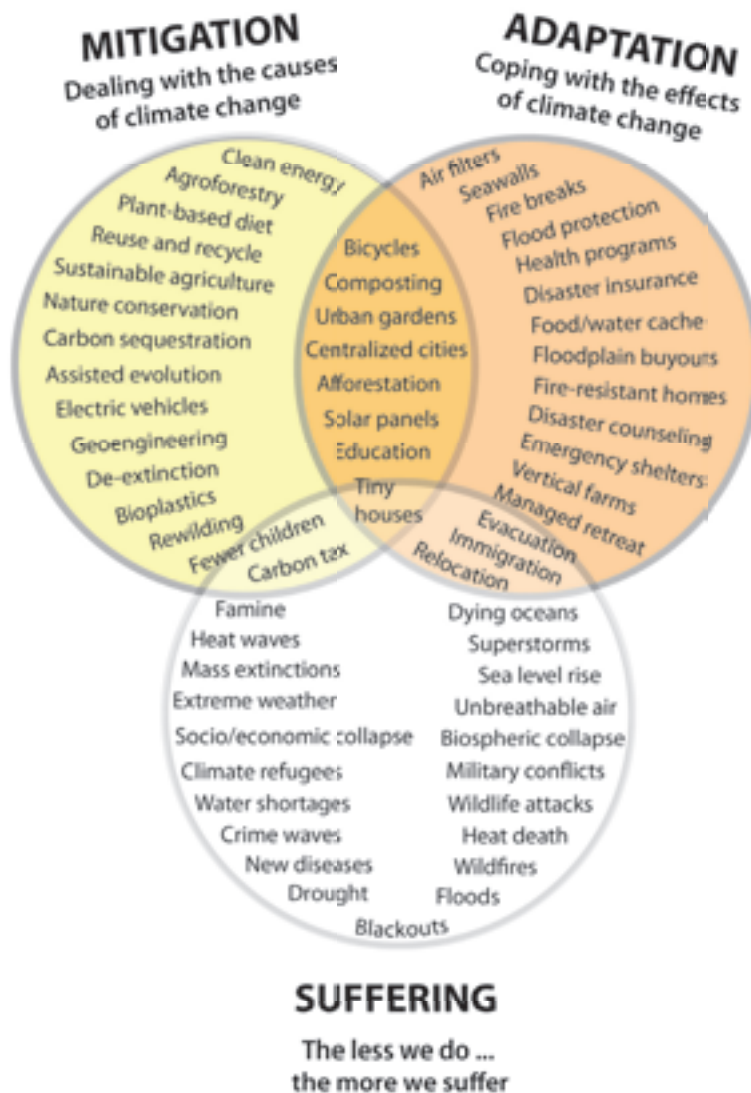 MITIGATION
Dealing with the causes
of climate change
ADAPTATION
Coping with the effects
of climate change
Clean energy
Agroforestry
Plant-based diet
Reuse and recycle
Sustainable agriculture
Nature conservation
Carbon sequestration
Assisted evolution
Electric vehicles
Geoengineering
De-extinction
Bioplastics
Rewilding
Bicycles
Composting
Urban gardens
Centralized cities
Afforestation
Solar panels
Education
Tiny
houses
Air filters
Seawalls
Fire breaks
Flood protection
Health programs
Disaster insurance
Food/water cache
Floodplain buyouts
Fire-resistant homes
Disaster counseling
Emergency shelters
Vertical farms
Managed retreat
Fewer children
Carbon tax
Evacuation
Immigration
Relocation
Famine
Heat waves
Mass extinctions
Extreme weather
Socio/economic collapse
Climate refugees
Water shortages
Crime waves
New diseases
Drought
Dying oceans
Superstorms
Sea level rise
Unbreathable air
Biospheric collapse
Military conflicts
Wildlife attacks
Heat death
Wildfires
Floods
Blackouts
SUFFERING
The less we do ...
the more we suffer